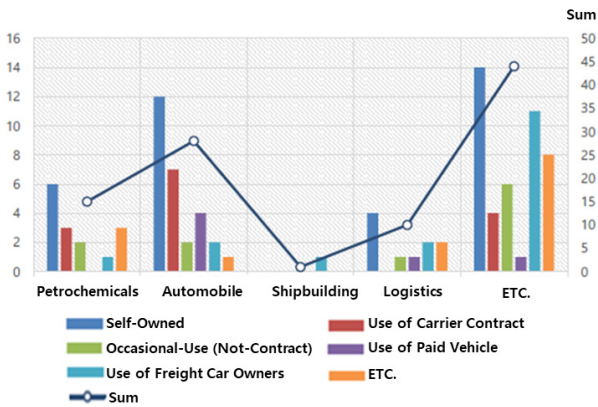 Sum
16 50
14 45
12 40
10 35
8 30
6 25
4 20
2 15
0 10
5
0
Petrochemicals Automobile Shipbuilding Logistics ETC.
Self-Owned Use of Carrier Contract
Occasional-Use (Not-Contract) Use of Paid Vehicle
Use of Freight Car Owners ETC.
Sum